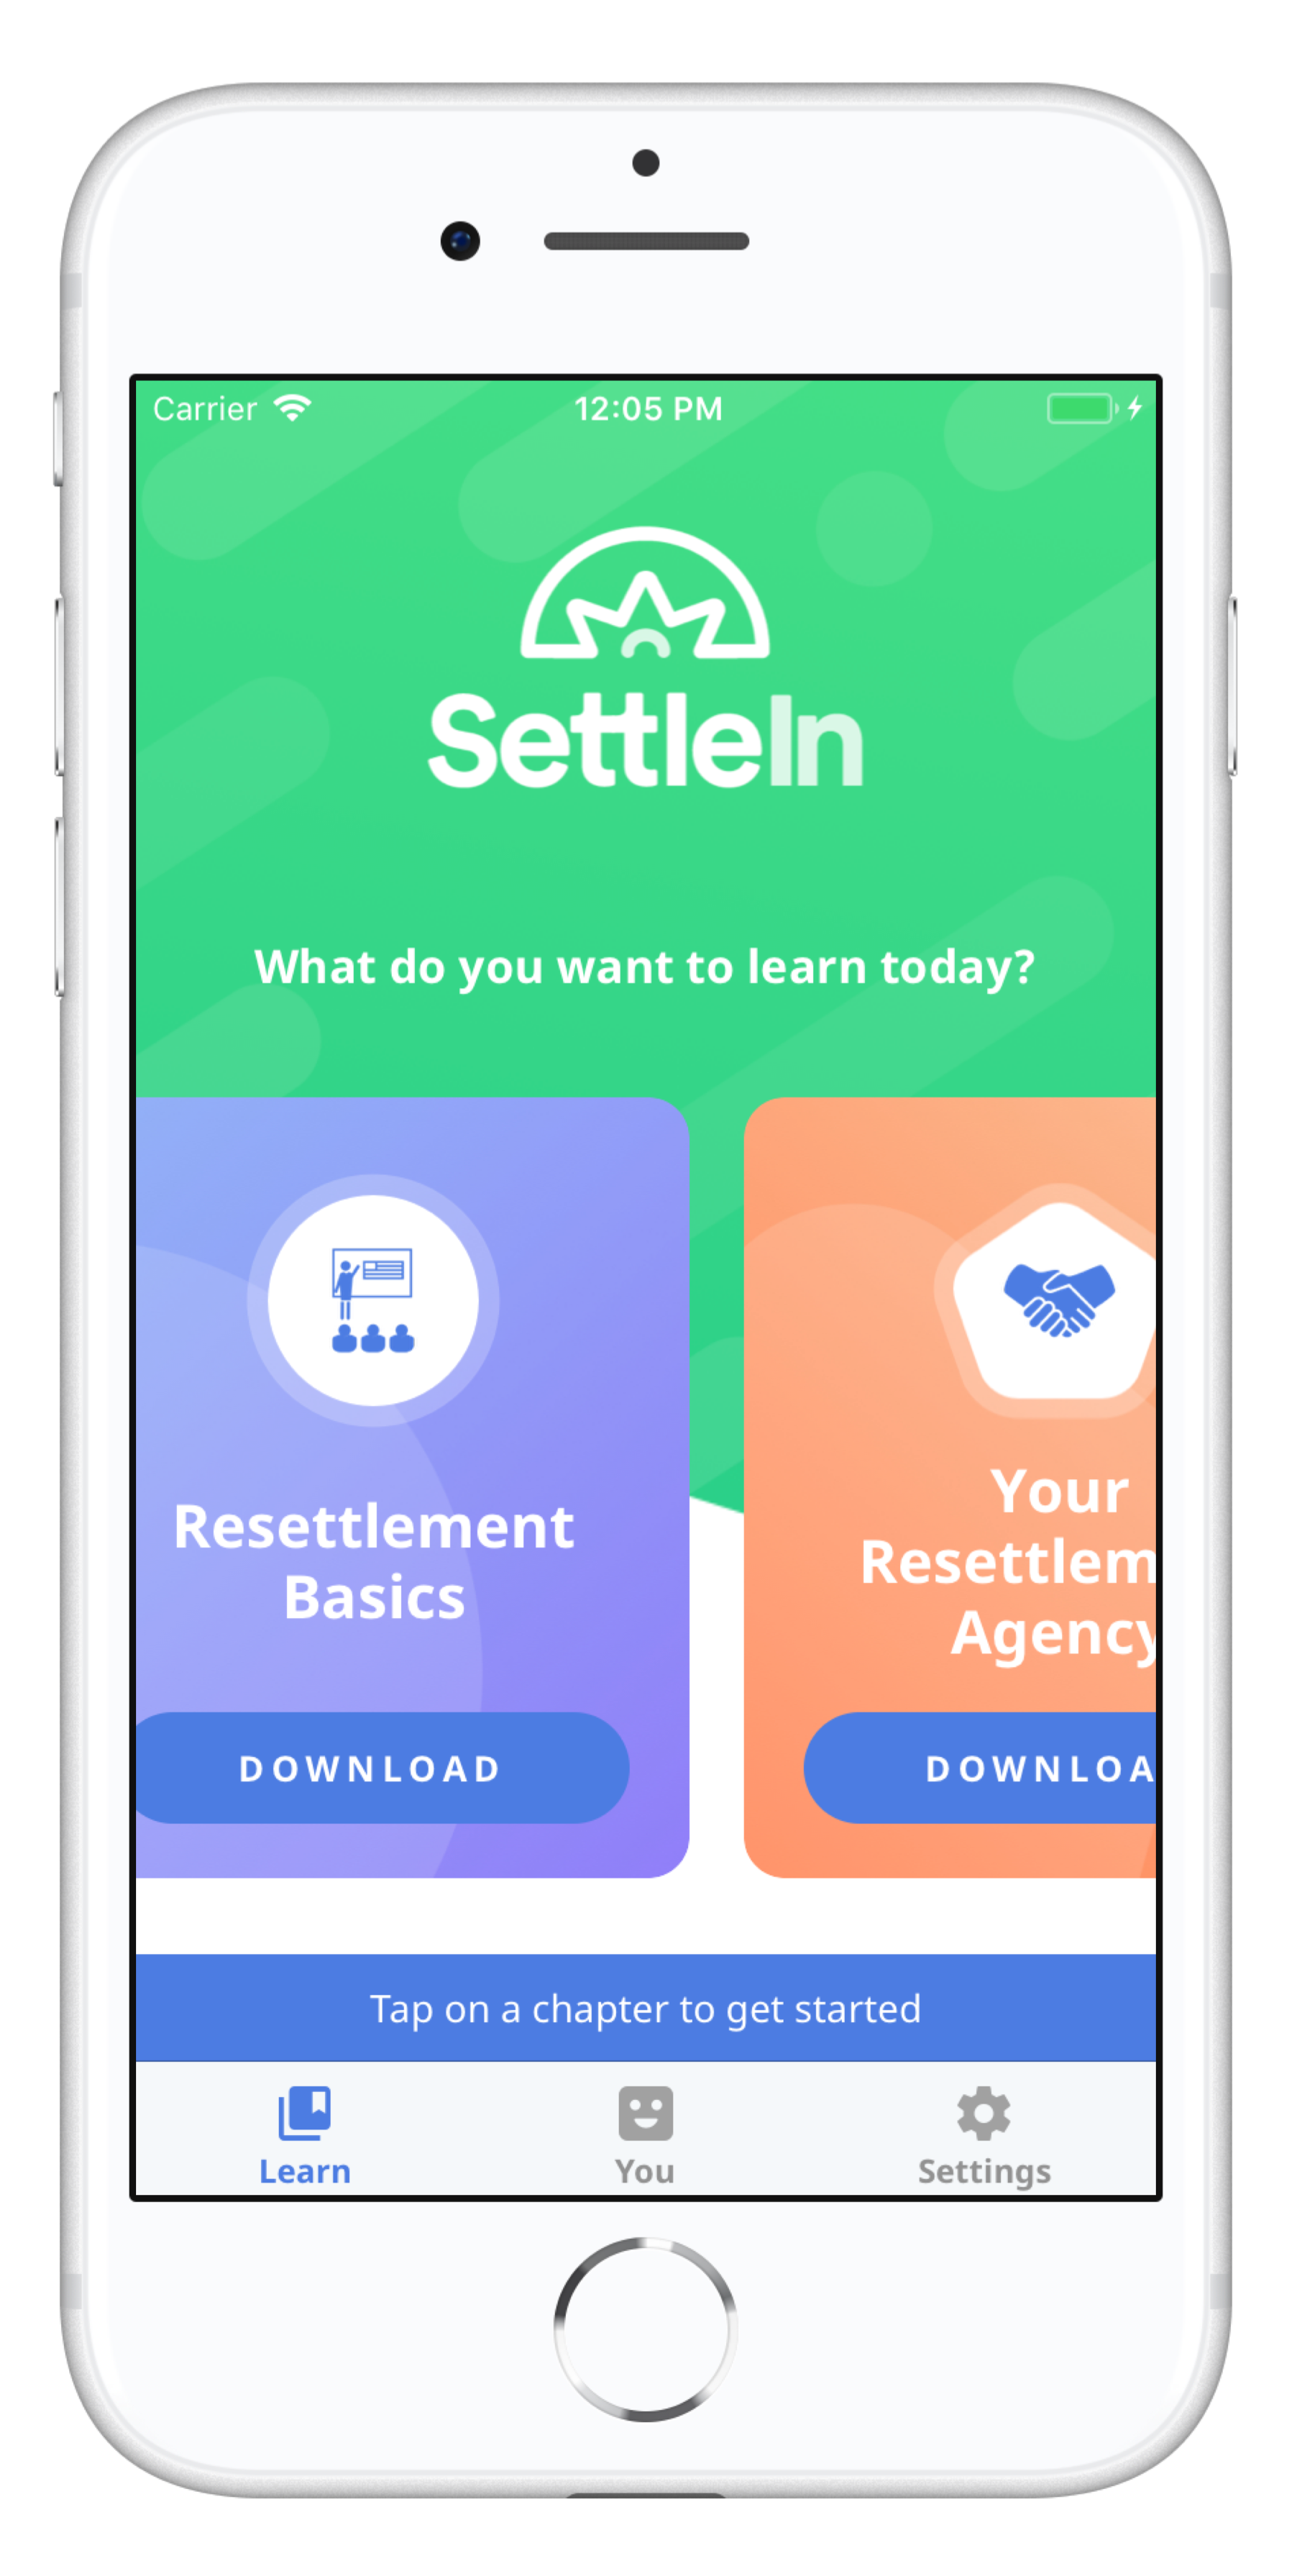 Carrier 12:05 PM
SettleIn
What do you want to learn today?
Resettlement
Basics
DOWNLOAD
Your
Resettlem
Agency
DOWNLOA
Tap on a chapter to get started
Learn You Settings